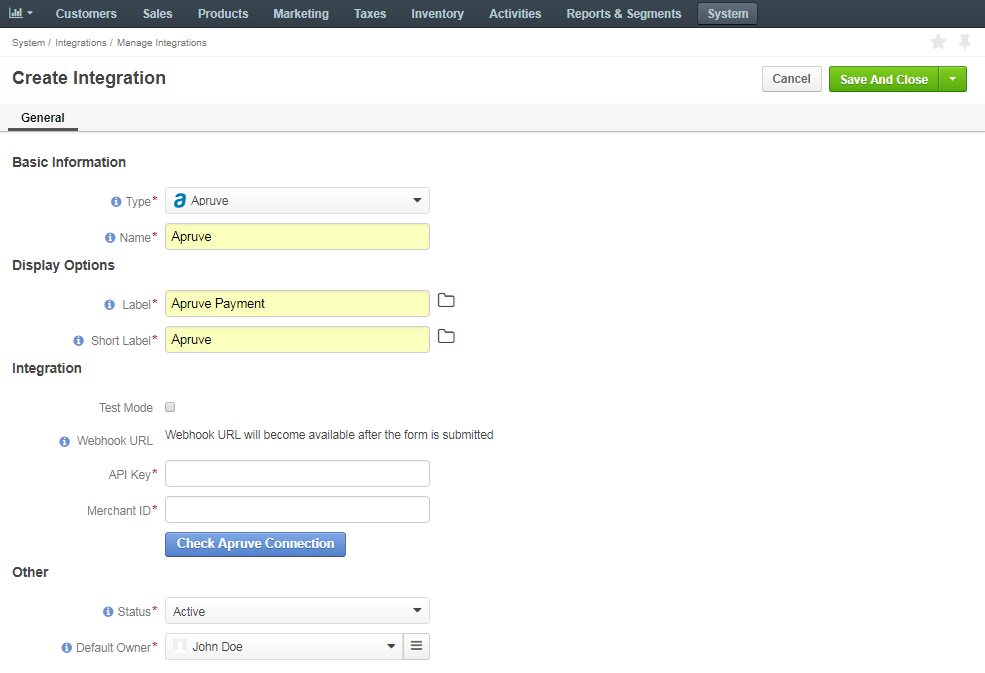 Customers Sales Products Marketing Taxes Inventory Activities Reports & Segments System
System / Integrations / Manage Integrations
Create Integration Cancel Save And Close
General
Basic Information
Type* Apruve
Name* Apruve
Display Options
Label* Apruve Payment
Short Label* Apruve
Integration
Test Mode
Webhook URL Webhook URL will become available after the form is submitted
API Key*
Merchant ID*
Check Apruve Connection
Other
Status* Active
Default Owner* John Doe